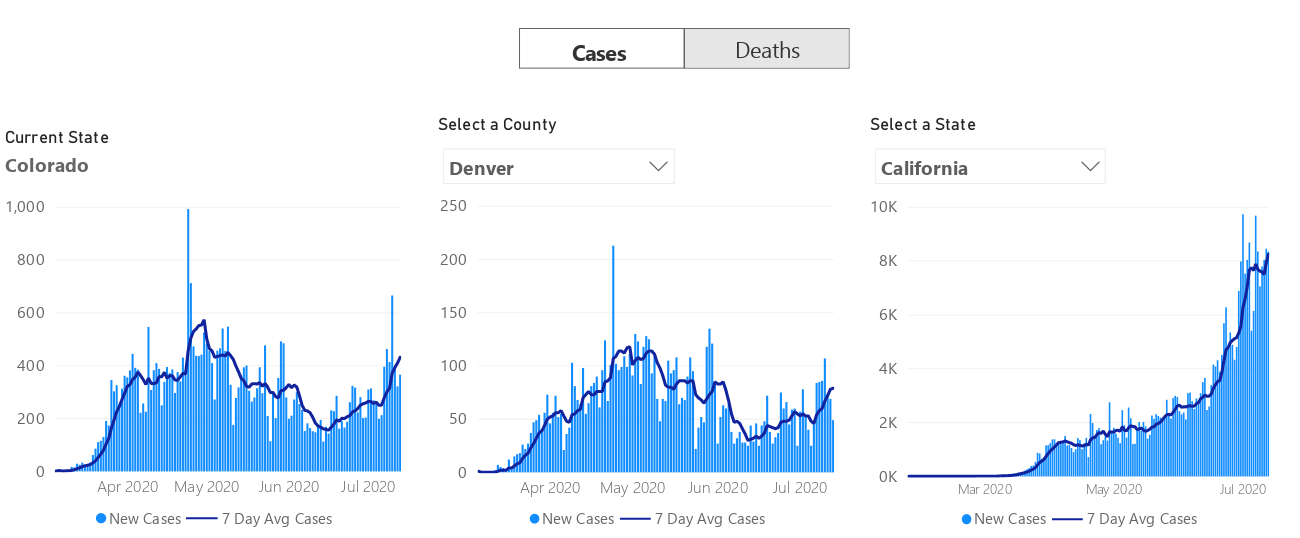 Cases Deaths
Current State
Colorado
1,000
800
600
400
200
0
Apr 2020 May 2020 Jun 2020 Jul 2020
New Cases 7 Day Avg Cases
Select a County
Denver
250
200
150
100
50
0
Apr 2020 May 2020 Jun 2020 Jul 2020
New Cases 7 Day Avg Cases
Select a State
California
10K
8K
6K
4K
2K
0K
Mar 2020 May 2020 Jul 2020
New Cases 7 Day Avg Cases